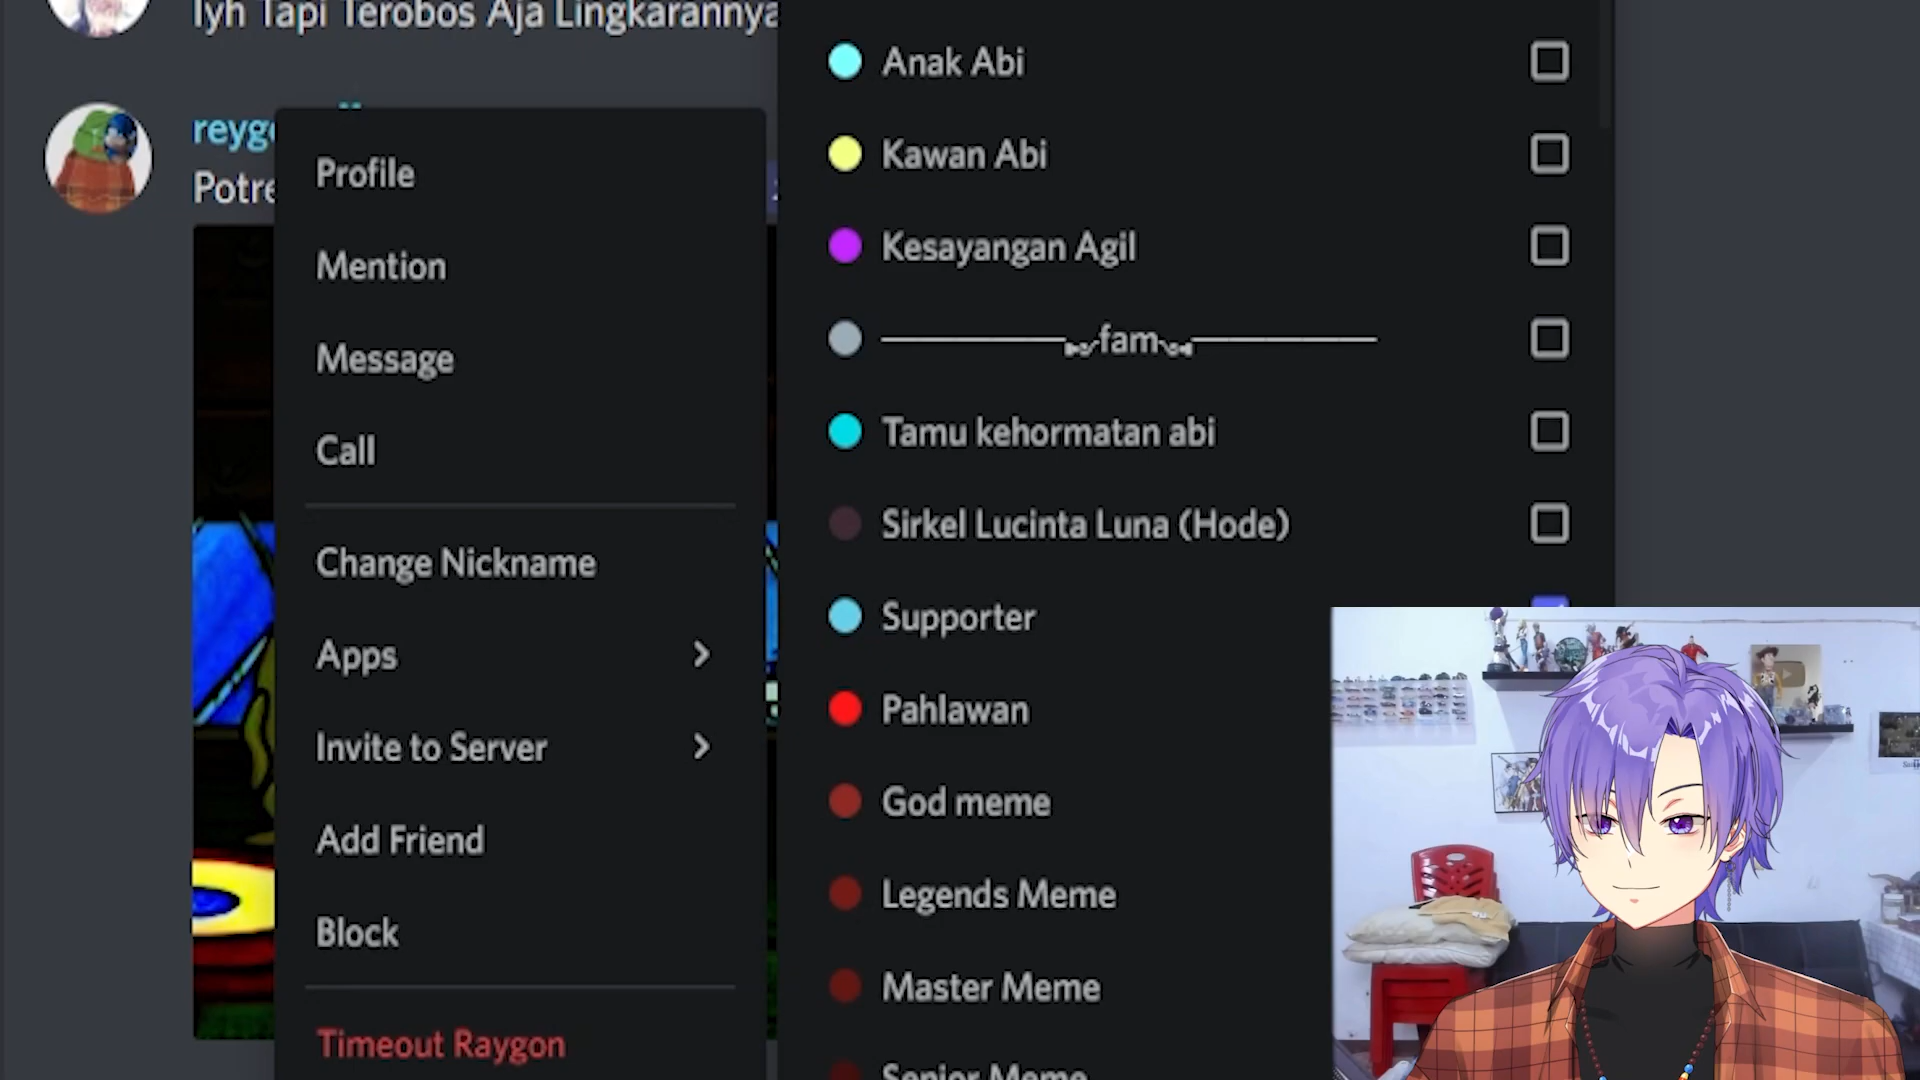 Iyh Tapi Terobos Aja Lingkarannya
Potre
Profile
Mention
Message
Call
Change Nickname
Apps
Invite to Server
Add Friend
Block
Timeout Raygon
Anak Abi
Kawan Abi
Kesayangan Agil
fam
Tamu kehormatan abi
Sirkel Lucinta Luna (Hode)
Supporter
Pahlawan
God meme
Legends Meme
Master Meme
Senior Meme